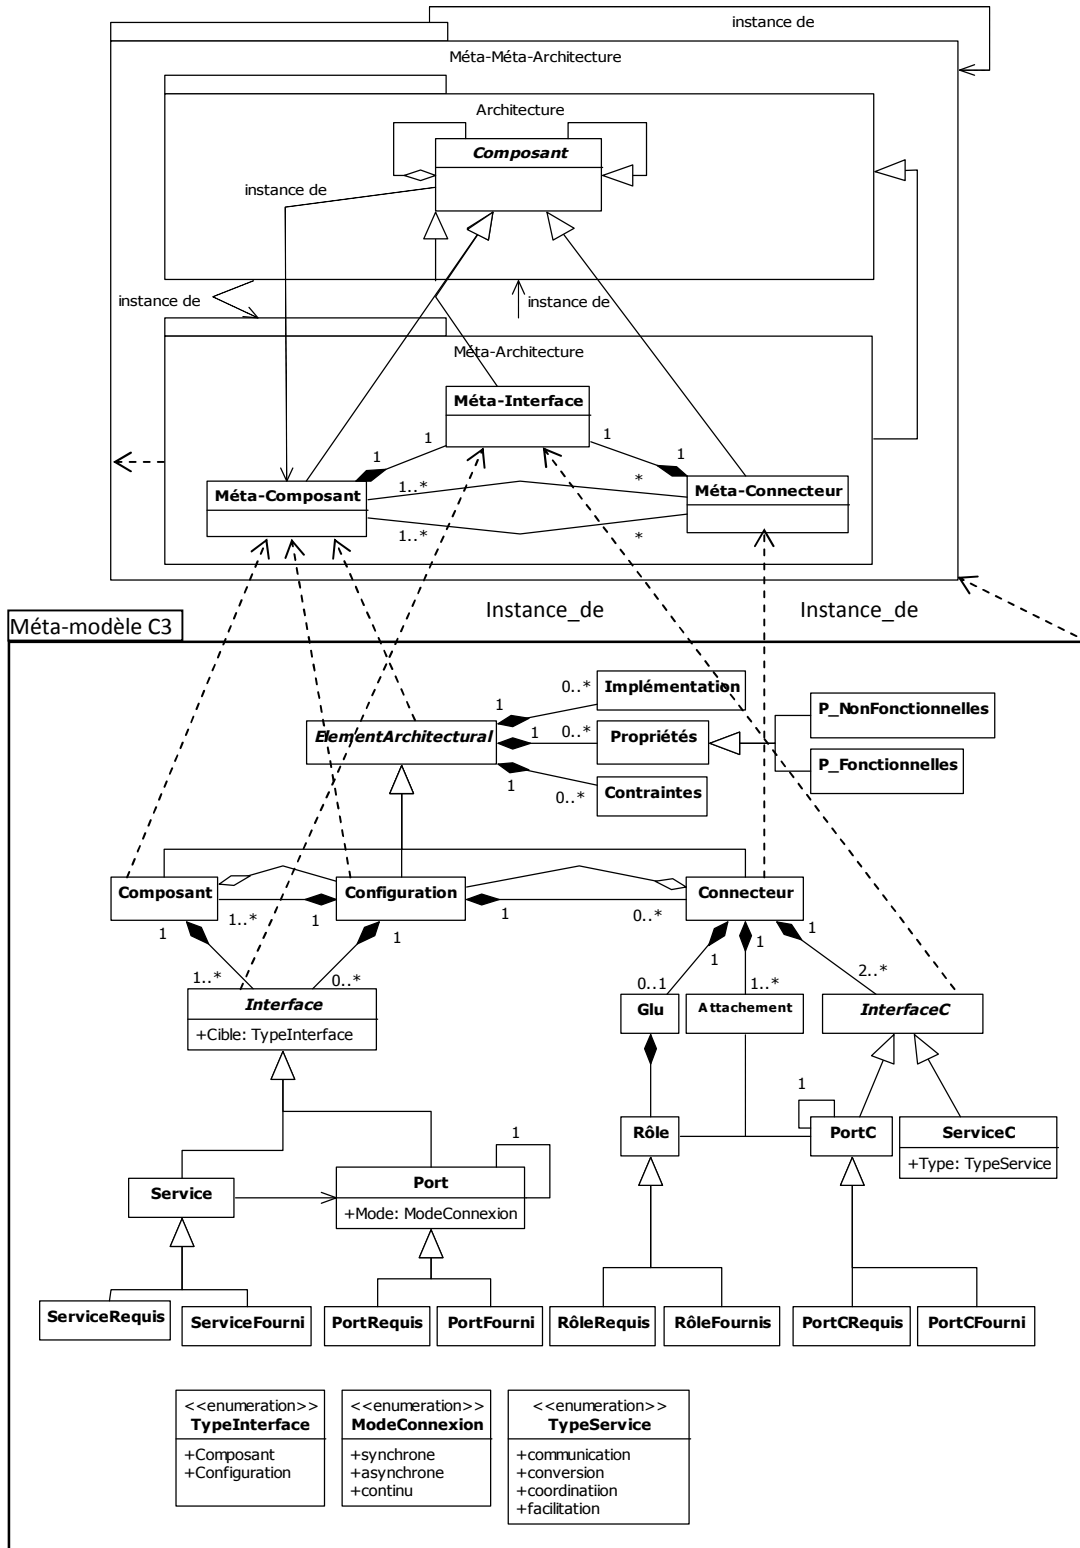 instance de
Méta-Méta-Architecture
Architecture
Composant
instance de
instance de
instance de
Méta-Architecture
Méta-Interface
1
1
1
1
Méta-Composant
1..*
*
Méta-Connecteur
1..*
*
Instance_de
Instance_de
Méta-modèle C3
0..*
Implémentation
1
ElementArchitectural
1
0..*
Propriétés
P_NonFonctionnelles
P_Fonctionnelles
1
0..*
Contraintes
Composant
Configuration
Connecteur
1..*
1
1
0..*
1
1
1
1
1
1..*
0..*
0..1
1..*
2..*
Interface
+Cible: TypeInterface
Glu
Attachement
InterfaceC
1
1
Rôle
PortC
ServiceC
+Type: TypeService
Service
Port
+Mode: ModeConnexion
ServiceRequis
ServiceFourni
PortRequis
PortFourni
RôleRequis
RôleFournis
PortCRequis
PortCFourni
<<enumeration>>
TypeInterface
+Composant
+Configuration
<<enumeration>>
ModeConnexion
+synchrone
+asynchrone
+continu
<<enumeration>>
TypeService
+communication
+conversion
+coordinatiion
+facilitation